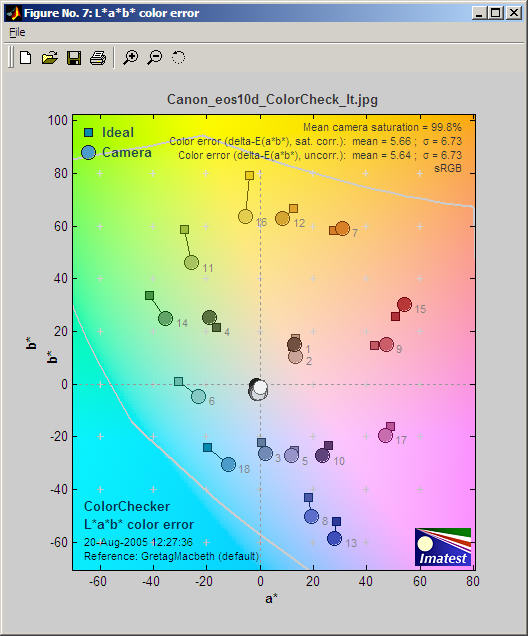 Figure No. 7: L*a*b* color error
File
Canon_eos10d_ColorCheck_lt.jpg
100
80
60
40
20
0
-20
-40
-60
b*
b*
Ideal
Camera
Mean camera saturation = 99.8%
Color error (delta-E(a*b*), sat. corr.): mean = 5.66 ; σ = 6.73
Color error (delta-E(a*b*), uncorr.): mean = 5.64 ; σ = 6.73
sRGB
16
12
7
11
15
14
4
1
9
2
6
17
3
5
10
18
8
13
ColorChecker
L*a*b* color error
20-Aug-2005 12:27:36
Reference: GretagMacbeth (default)
Imatest
-60
-40
-20
0
20
40
60
80
a*